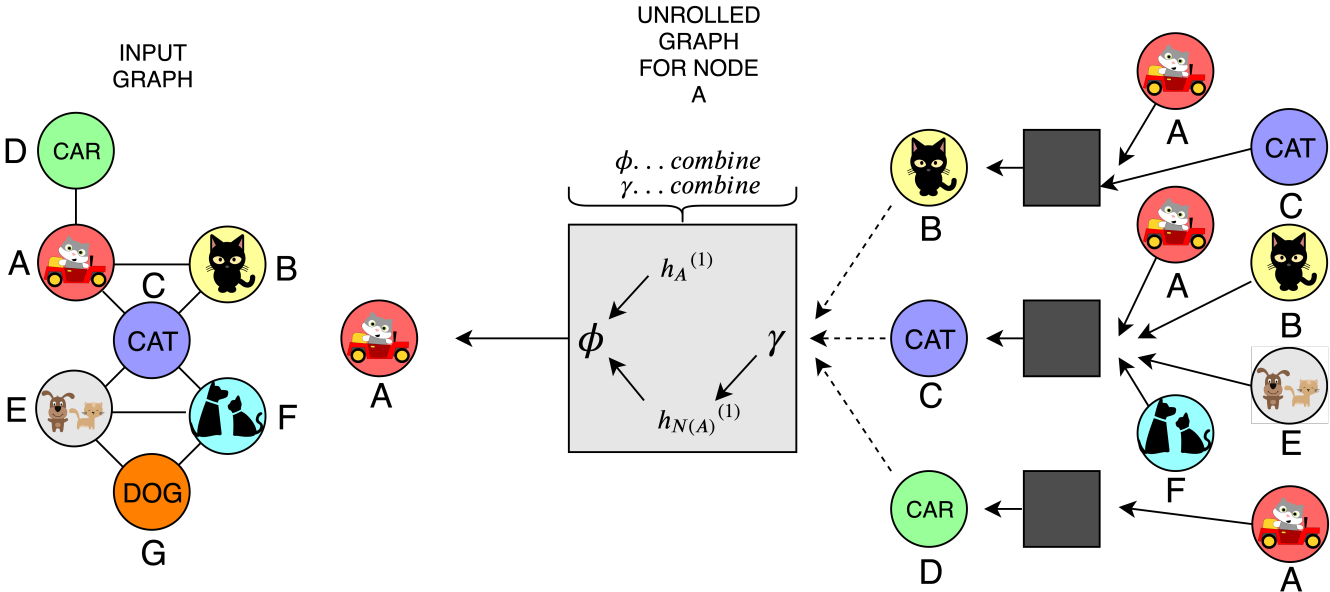 INPUT
GRAPH
D
CAR
A
B
C
CAT
E
F
DOG
G
A
UNROLLED
GRAPH
FOR NODE
A
ϕ... combine
γ... combine
h_A^(1)
ϕ
γ
h_N(A)^(1)
B
CAT
C
CAR
D
A
CAT
C
A
B
E
F
A